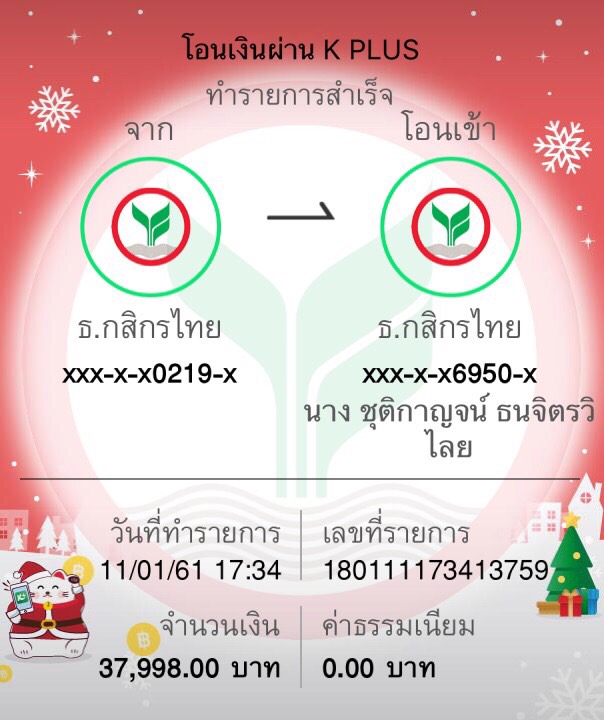 โอนเงินผ่าน K PLUS
ทำรายการสำเร็จ
จาก
โอนเข้า
ธ.กสิกรไทย
ธ.กสิกรไทย
xxx-x-x0219-x
xxx-x-x6950-x
นาง ชุติกาญจน์ ธนจิตรวิ
ไลย
วันที่ทำรายการ
เลขที่รายการ
11/01/61 17:34
180111173413759
จำนวนเงิน
ค่าธรรมเนียม
37,998.00 บาท
0.00 บาท